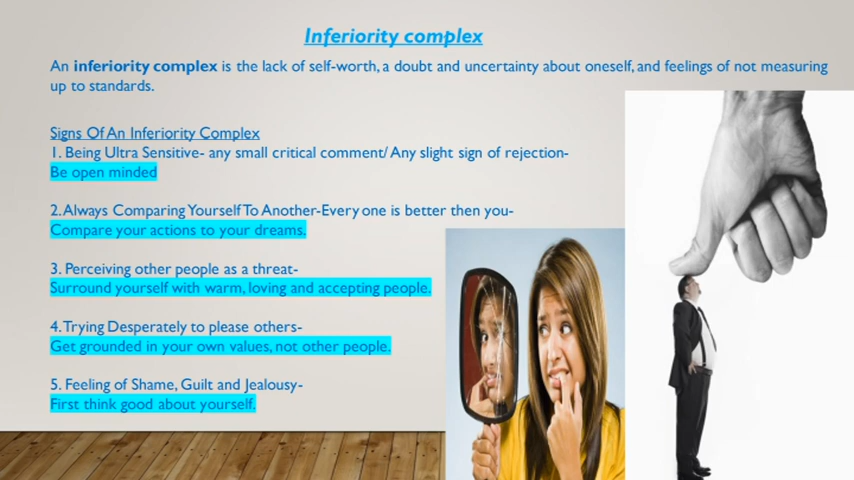 Inferiority complex
An inferiority complex is the lack of self-worth, a doubt and uncertainty about oneself, and feelings of not measuring
up to standards.
Signs Of An Inferiority Complex
1. Being Ultra Sensitive- any small critical comment/ Any slight sign of rejection-
Be open minded
2. Always Comparing Yourself To Another-Every one is better then you-
Compare your actions to your dreams.
3. Perceiving other people as a threat-
Surround yourself with warm, loving and accepting people.
4. Trying Desperately to please others-
Get grounded in your own values, not other people.
5. Feeling of Shame, Guilt and Jealousy-
First think good about yourself.